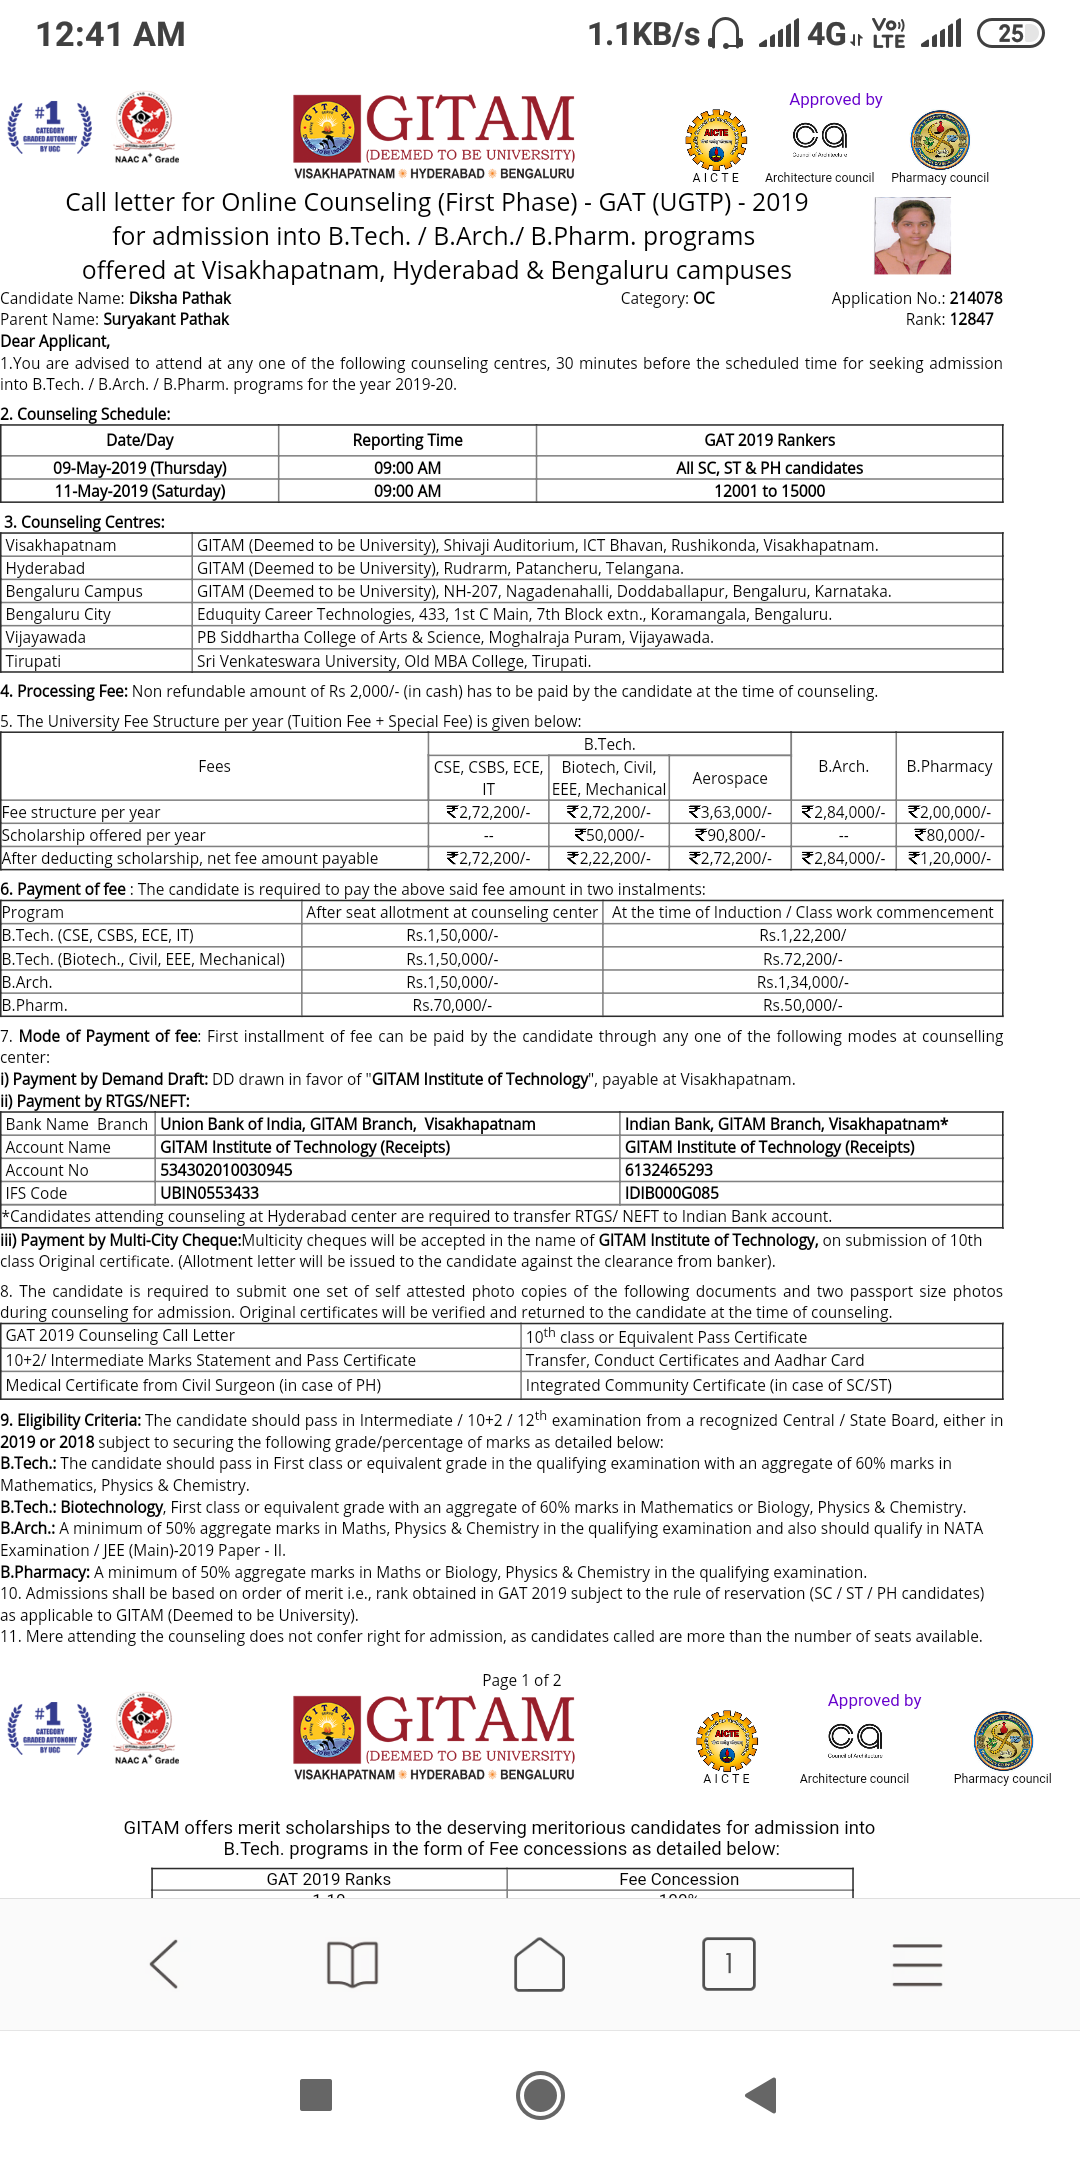 12:41 AM 1.1KB/s 4G Vo)) LTE 25
#1 CATEGORY GRADED AUTONOMY BY UGC
NAAC A+ Grade
GITAM
(DEEMED TO BE UNIVERSITY)
VISAKHAPATNAM HYDERABAD BENGALURU
Approved by
AICTE
Council of Architecture
A I C T E Architecture council Pharmacy council
Call letter for Online Counseling (First Phase) - GAT (UGTP) - 2019
for admission into B.Tech. / B.Arch./ B.Pharm. programs
offered at Visakhapatnam, Hyderabad & Bengaluru campuses
Candidate Name: Diksha Pathak Category: OC Application No.: 214078
Parent Name: Suryakant Pathak Rank: 12847
Dear Applicant,
1.You are advised to attend at any one of the following counseling centres, 30 minutes before the scheduled time for seeking admission
into B.Tech. / B.Arch. / B.Pharm. programs for the year 2019-20.
2. Counseling Schedule:
Date/Day Reporting Time GAT 2019 Rankers
09-May-2019 (Thursday) 09:00 AM All SC, ST & PH candidates
11-May-2019 (Saturday) 09:00 AM 12001 to 15000
3. Counseling Centres:
Visakhapatnam GITAM (Deemed to be University), Shivaji Auditorium, ICT Bhavan, Rushikonda, Visakhapatnam.
Hyderabad GITAM (Deemed to be University), Rudrarm, Patancheru, Telangana.
Bengaluru Campus GITAM (Deemed to be University), NH-207, Nagadenahalli, Doddaballapur, Bengaluru, Karnataka.
Bengaluru City Eduquity Career Technologies, 433, 1st C Main, 7th Block extn., Koramangala, Bengaluru.
Vijayawada PB Siddhartha College of Arts & Science, Moghalraja Puram, Vijayawada.
Tirupati Sri Venkateswara University, Old MBA College, Tirupati.
4. Processing Fee: Non refundable amount of Rs 2,000/- (in cash) has to be paid by the candidate at the time of counseling.
5. The University Fee Structure per year (Tuition Fee + Special Fee) is given below:
Fees B.Tech. B.Arch. B.Pharmacy
CSE, CSBS, ECE, IT Biotech, Civil, EEE, Mechanical Aerospace
Fee structure per year ₹2,72,200/- ₹2,72,200/- ₹3,63,000/- ₹2,84,000/- ₹2,00,000/-
Scholarship offered per year -- ₹50,000/- ₹90,800/- -- ₹80,000/-
After deducting scholarship, net fee amount payable ₹2,72,200/- ₹2,22,200/- ₹2,72,200/- ₹2,84,000/- ₹1,20,000/-
6. Payment of fee : The candidate is required to pay the above said fee amount in two instalments:
Program After seat allotment at counseling center At the time of Induction / Class work commencement
B.Tech. (CSE, CSBS, ECE, IT) Rs.1,50,000/- Rs.1,22,200/
B.Tech. (Biotech., Civil, EEE, Mechanical) Rs.1,50,000/- Rs.72,200/-
B.Arch. Rs.1,50,000/- Rs.1,34,000/-
B.Pharm. Rs.70,000/- Rs.50,000/-
7. Mode of Payment of fee: First installment of fee can be paid by the candidate through any one of the following modes at counselling
center:
i) Payment by Demand Draft: DD drawn in favor of "GITAM Institute of Technology", payable at Visakhapatnam.
ii) Payment by RTGS/NEFT:
Bank Name Branch Union Bank of India, GITAM Branch, Visakhapatnam Indian Bank, GITAM Branch, Visakhapatnam*
Account Name GITAM Institute of Technology (Receipts) GITAM Institute of Technology (Receipts)
Account No 534302010030945 6132465293
IFS Code UBIN0553433 IDIB000G085
*Candidates attending counseling at Hyderabad center are required to transfer RTGS/ NEFT to Indian Bank account.
iii) Payment by Multi-City Cheque:Multicity cheques will be accepted in the name of GITAM Institute of Technology, on submission of 10th
class Original certificate. (Allotment letter will be issued to the candidate against the clearance from banker).
8. The candidate is required to submit one set of self attested photo copies of the following documents and two passport size photos
during counseling for admission. Original certificates will be verified and returned to the candidate at the time of counseling.
GAT 2019 Counseling Call Letter 10th class or Equivalent Pass Certificate
10+2/ Intermediate Marks Statement and Pass Certificate Transfer, Conduct Certificates and Aadhar Card
Medical Certificate from Civil Surgeon (in case of PH) Integrated Community Certificate (in case of SC/ST)
9. Eligibility Criteria: The candidate should pass in Intermediate / 10+2 / 12th examination from a recognized Central / State Board, either in
2019 or 2018 subject to securing the following grade/percentage of marks as detailed below:
B.Tech.: The candidate should pass in First class or equivalent grade in the qualifying examination with an aggregate of 60% marks in
Mathematics, Physics & Chemistry.
B.Tech.: Biotechnology, First class or equivalent grade with an aggregate of 60% marks in Mathematics or Biology, Physics & Chemistry.
B.Arch.: A minimum of 50% aggregate marks in Maths, Physics & Chemistry in the qualifying examination and also should qualify in NATA
Examination / JEE (Main)-2019 Paper - II.
B.Pharmacy: A minimum of 50% aggregate marks in Maths or Biology, Physics & Chemistry in the qualifying examination.
10. Admissions shall be based on order of merit i.e., rank obtained in GAT 2019 subject to the rule of reservation (SC / ST / PH candidates)
as applicable to GITAM (Deemed to be University).
11. Mere attending the counseling does not confer right for admission, as candidates called are more than the number of seats available.
Page 1 of 2
#1 CATEGORY GRADED AUTONOMY BY UGC
NAAC A+ Grade
GITAM
(DEEMED TO BE UNIVERSITY)
VISAKHAPATNAM HYDERABAD BENGALURU
Approved by
AICTE
Council of Architecture
A I C T E Architecture council Pharmacy council
GITAM offers merit scholarships to the deserving meritorious candidates for admission into
B.Tech. programs in the form of Fee concessions as detailed below:
GAT 2019 Ranks Fee Concession
1